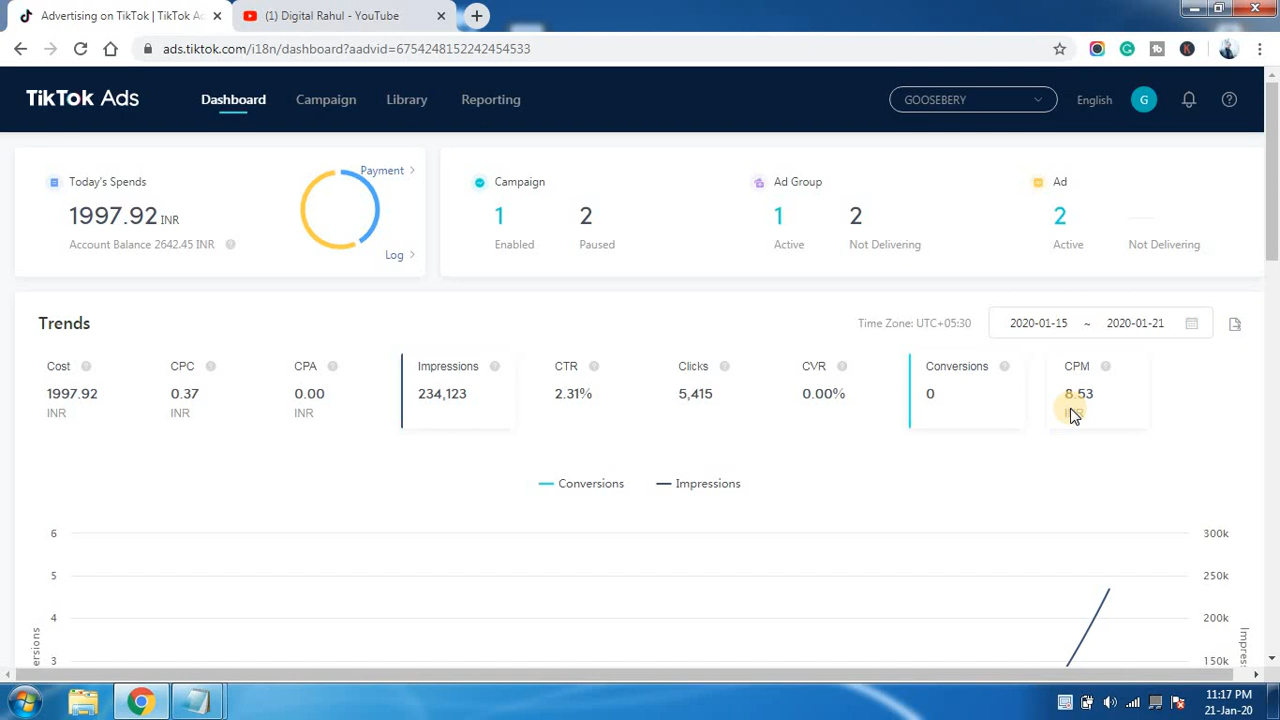 Advertising on TikTok | TikTok Ac
(1) Digital Rahul - YouTube
ads.tiktok.com/i18n/dashboard?aadvid=6754248152242454533
TikTok Ads
Dashboard
Campaign
Library
Reporting
GOOSEBERY
English
G
Today's Spends
Payment
1997.92 INR
Account Balance 2642.45 INR
Log
Campaign
1 2
Enabled Paused
Ad Group
1 2
Active Not Delivering
Ad
2
Active Not Delivering
Trends
Time Zone: UTC+05:30
2020-01-15 ~ 2020-01-21
Cost CPC CPA Impressions CTR Clicks CVR Conversions CPM
1997.92 0.37 0.00 234,123 2.31% 5,415 0.00% 0 8.53
INR INR INR INR
Conversions Impressions
6 300k
5 250k
4 200k
3 150k
ersions
Impress
11:17 PM
21-Jan-20